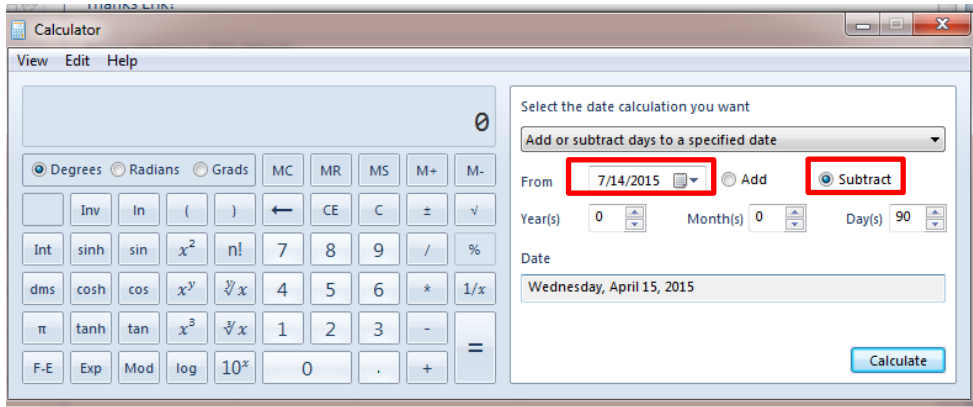 Thanks Erik!
Calculator
View Edit Help
0
Degrees Radians Grads MC MR MS M+ M-
Inv ln ( ) ← CE C ± √
Int sinh sin x² n! 7 8 9 / %
dms cosh cos xʸ ʸ√x 4 5 6 * 1/x
π tanh tan x³ ³√x 1 2 3 - =
F-E Exp Mod log 10ˣ 0 . +
Select the date calculation you want
Add or subtract days to a specified date
From 7/14/2015 Add Subtract
Year(s) 0 Month(s) 0 Day(s) 90
Date
Wednesday, April 15, 2015
Calculate